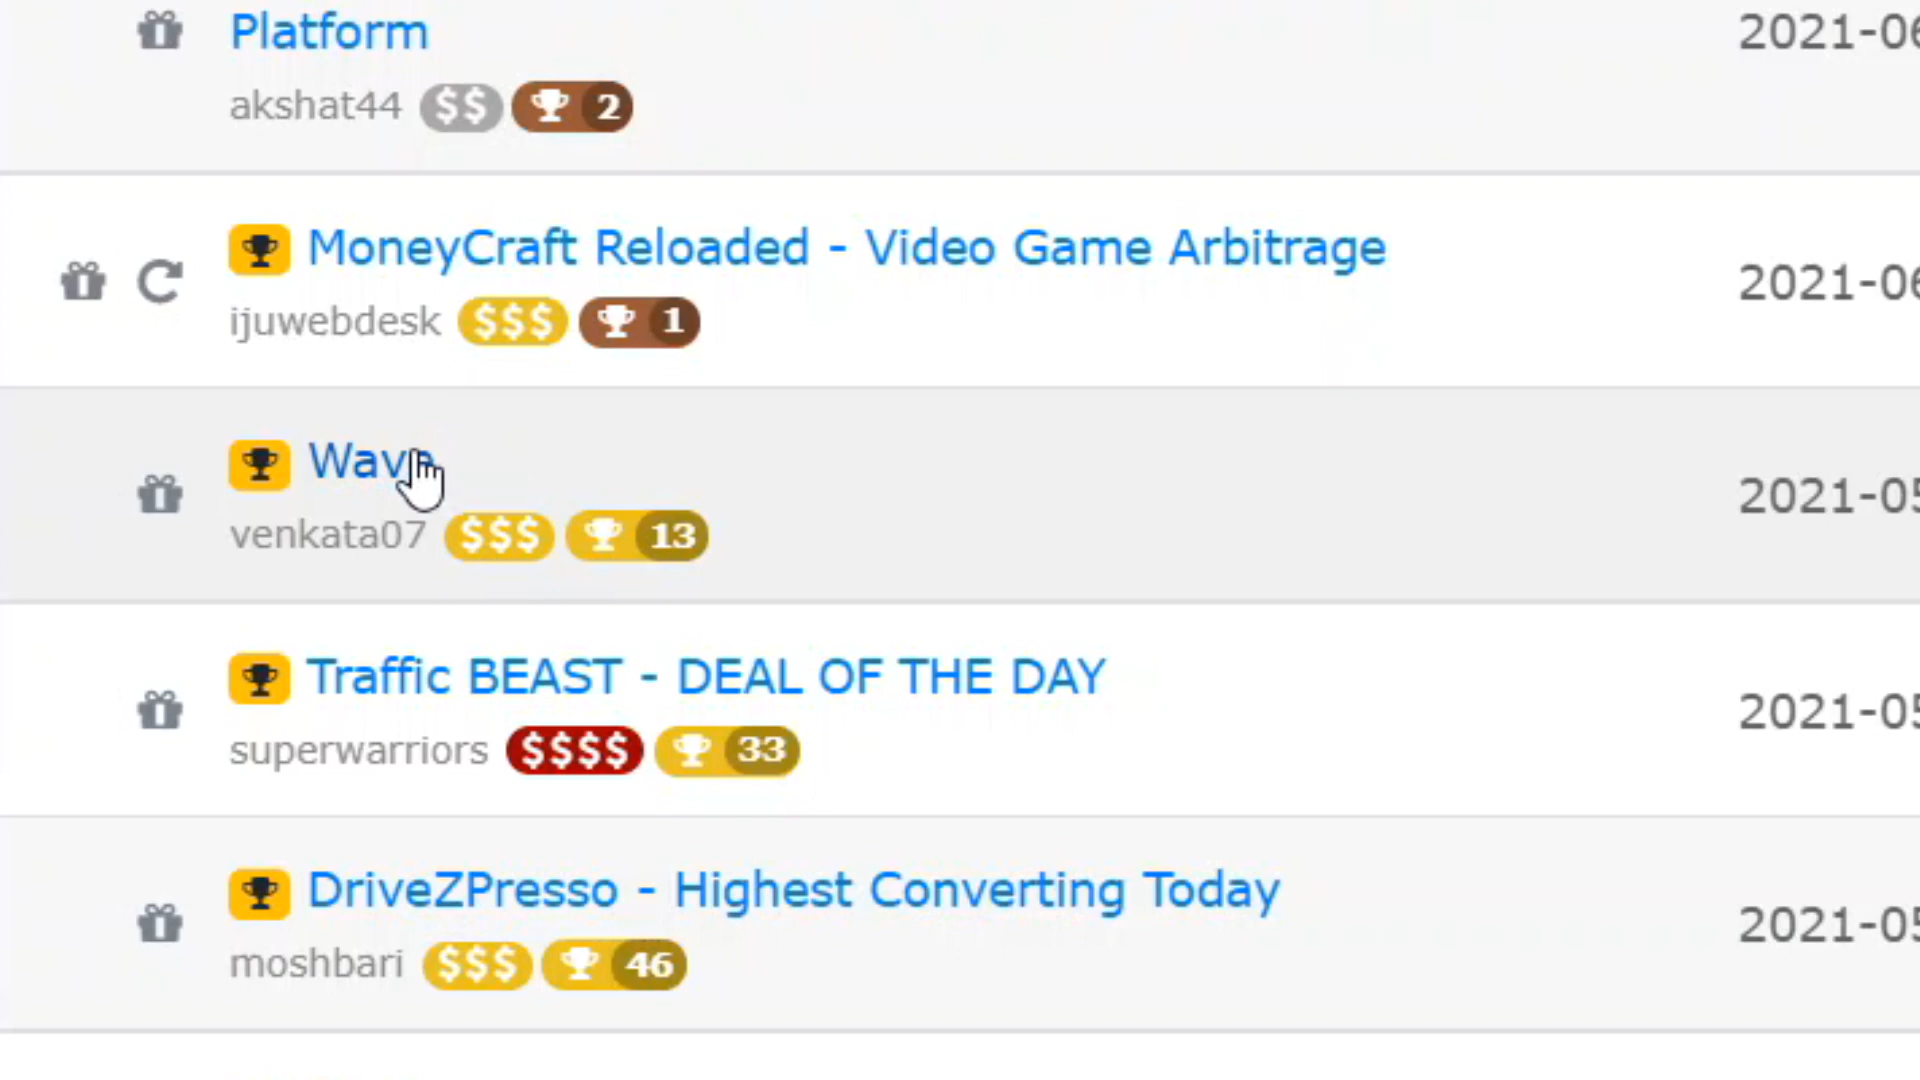 Platform
2021-06
akshat44 $$ 2
MoneyCraft Reloaded - Video Game Arbitrage
2021-06
ijuwebdesk $$$ 1
2021-05
venkata07 $$$ 13
Traffic BEAST - DEAL OF THE DAY
2021-05
superwarriors $$$$ 33
DriveZPresso - Highest Converting Today
2021-05
moshbari $$$ 46